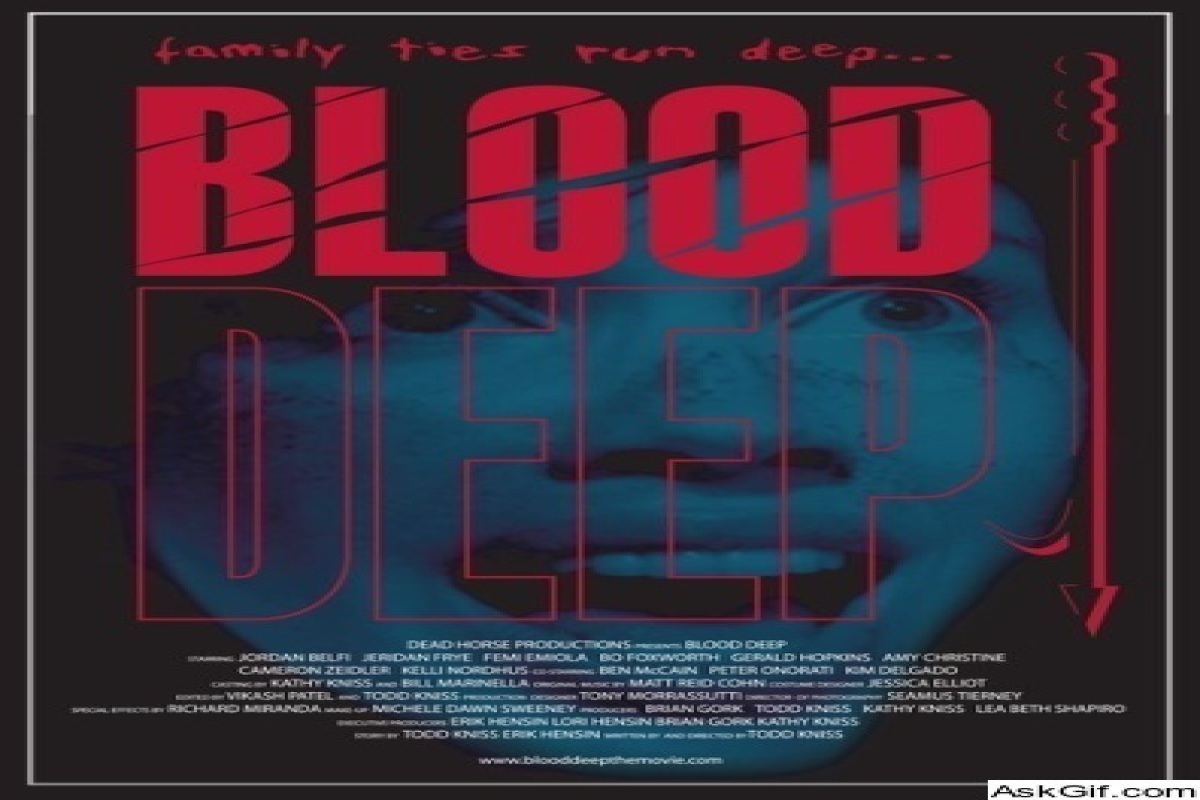 family ties run deep...
BLOOD
DEEP
DEAD HORSE PRODUCTIONS PRESENTS BLOOD DEEP
STARRING JORDAN BELFI JERIDAN FRYE FEMI EMIOLA BO FOXWORTH GERALD HOPKINS AMY CHRISTINE
CAMERON ZEIDLER KELLI NORDHUS CO-STARRING BEN McCAIN PETER ONORATI KIM DELGADO
CASTING BY KATHY KNISS AND BILL MARINELLA ORIGINAL MUSIC BY MATT REID COHN COSTUME DESIGNER JESSICA ELLIOT
EDITED BY VIKASH PATEL AND TODD KNISS PRODUCTION DESIGNER TONY MORRASSUTTI DIRECTOR OF PHOTOGRAPHY SEAMUS TIERNEY
SPECIAL EFFECTS BY RICHARD MIRANDA MAKE-UP MICHELE DAWN SWEENEY PRODUCERS BRIAN GORK TODD KNISS KATHY KNISS LEA BETH SHAPIRO
EXECUTIVE PRODUCERS ERIK HENSIN LORI HENSIN BRIAN GORK KATHY KNISS
STORY BY TODD KNISS ERIK HENSIN WRITTEN BY AND DIRECTED BY TODD KNISS
www.blooddeepthemovie.com
AskGif.com